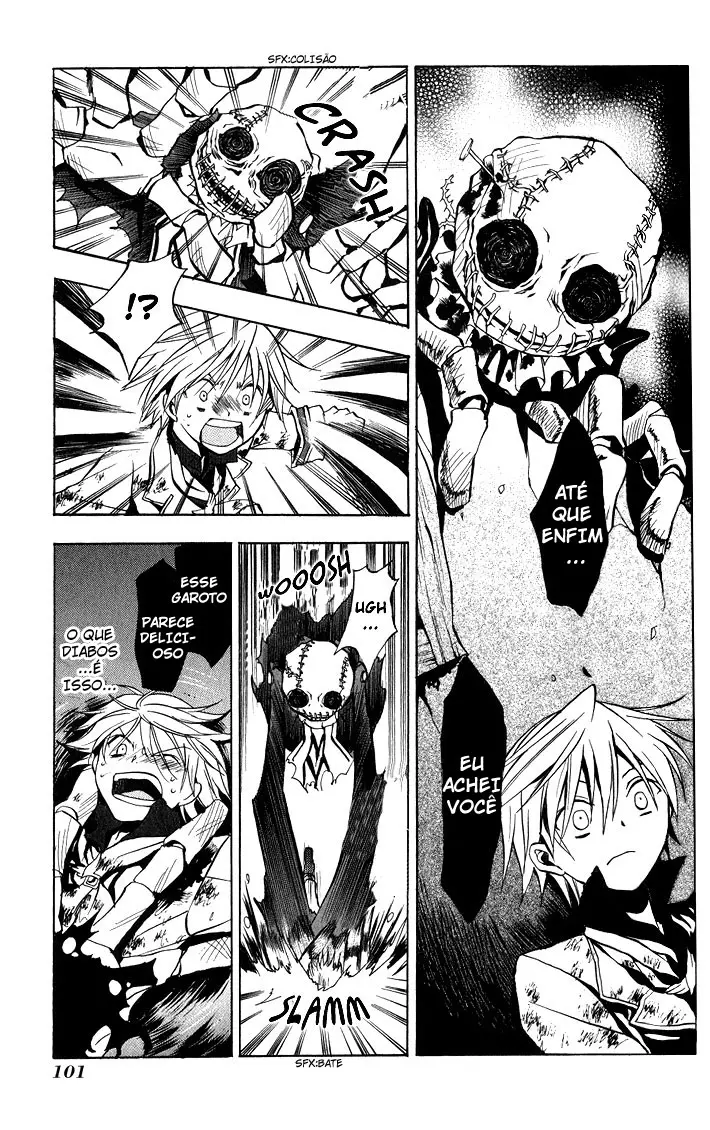 ATÉ
QUE
ENFIM
...
EU
ACHEI
VOCÊ
SFX:COLISÃO
CRASH
!?
WOOOSH
UGH
...
SLAMM
SFX:BATE
ESSE
GAROTO
PARECE
DELICI-
OSO
O QUE
DIABOS
...É
ISSO...
101